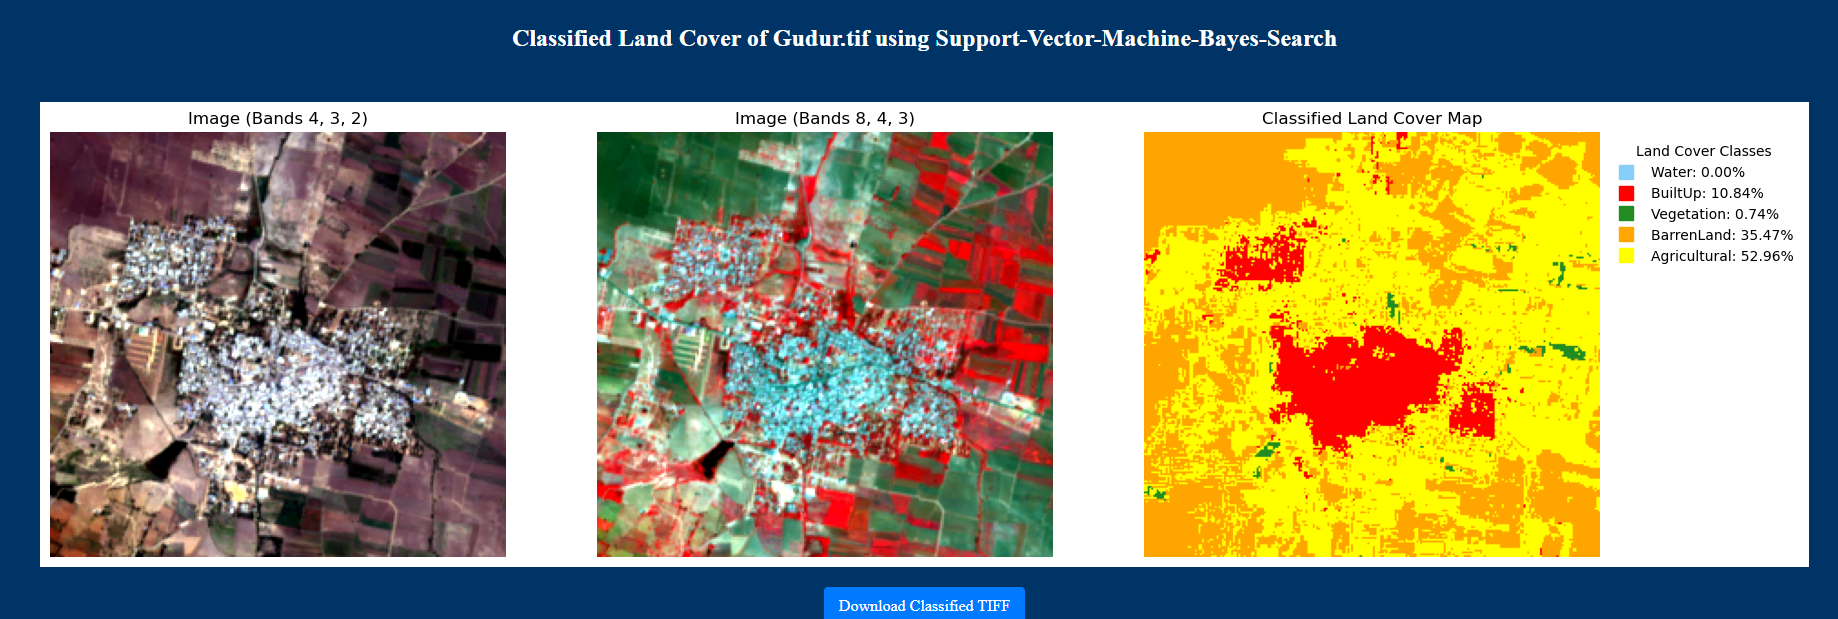 Classified Land Cover of Gudur.tif using Support-Vector-Machine-Bayes-Search
Image (Bands 4, 3, 2)
Image (Bands 8, 4, 3)
Classified Land Cover Map
Land Cover Classes
Water: 0.00%
BuiltUp: 10.84%
Vegetation: 0.74%
BarrenLand: 35.47%
Agricultural: 52.96%
Download Classified TIFF